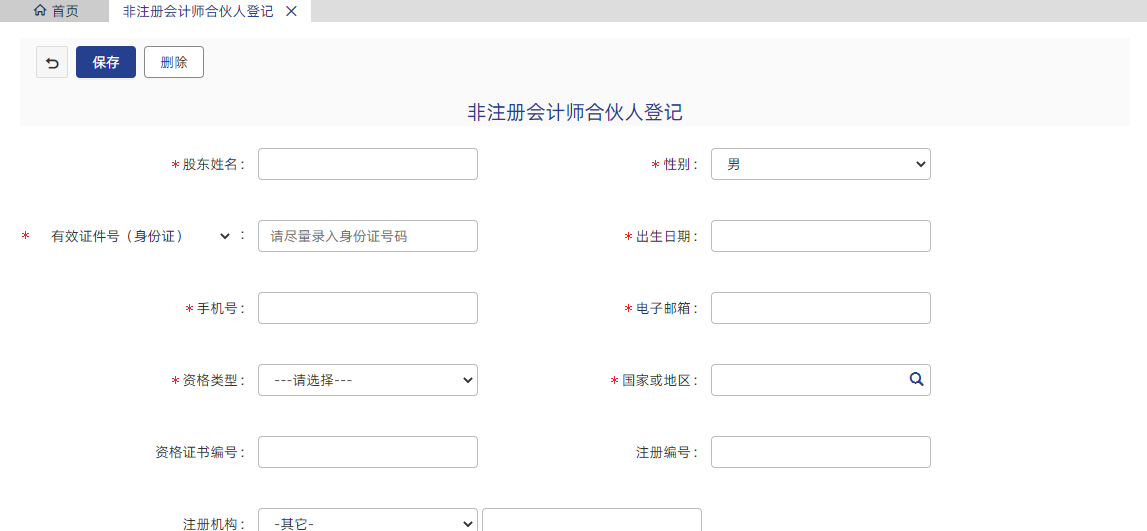 首页 非注册会计师合伙人登记
保存 删除
非注册会计师合伙人登记
*股东姓名: *性别: 男
* 有效证件号（身份证） : 请尽量录入身份证号码 *出生日期:
*手机号: *电子邮箱:
*资格类型: ---请选择--- *国家或地区:
资格证书编号: 注册编号:
注册机构: -其它-